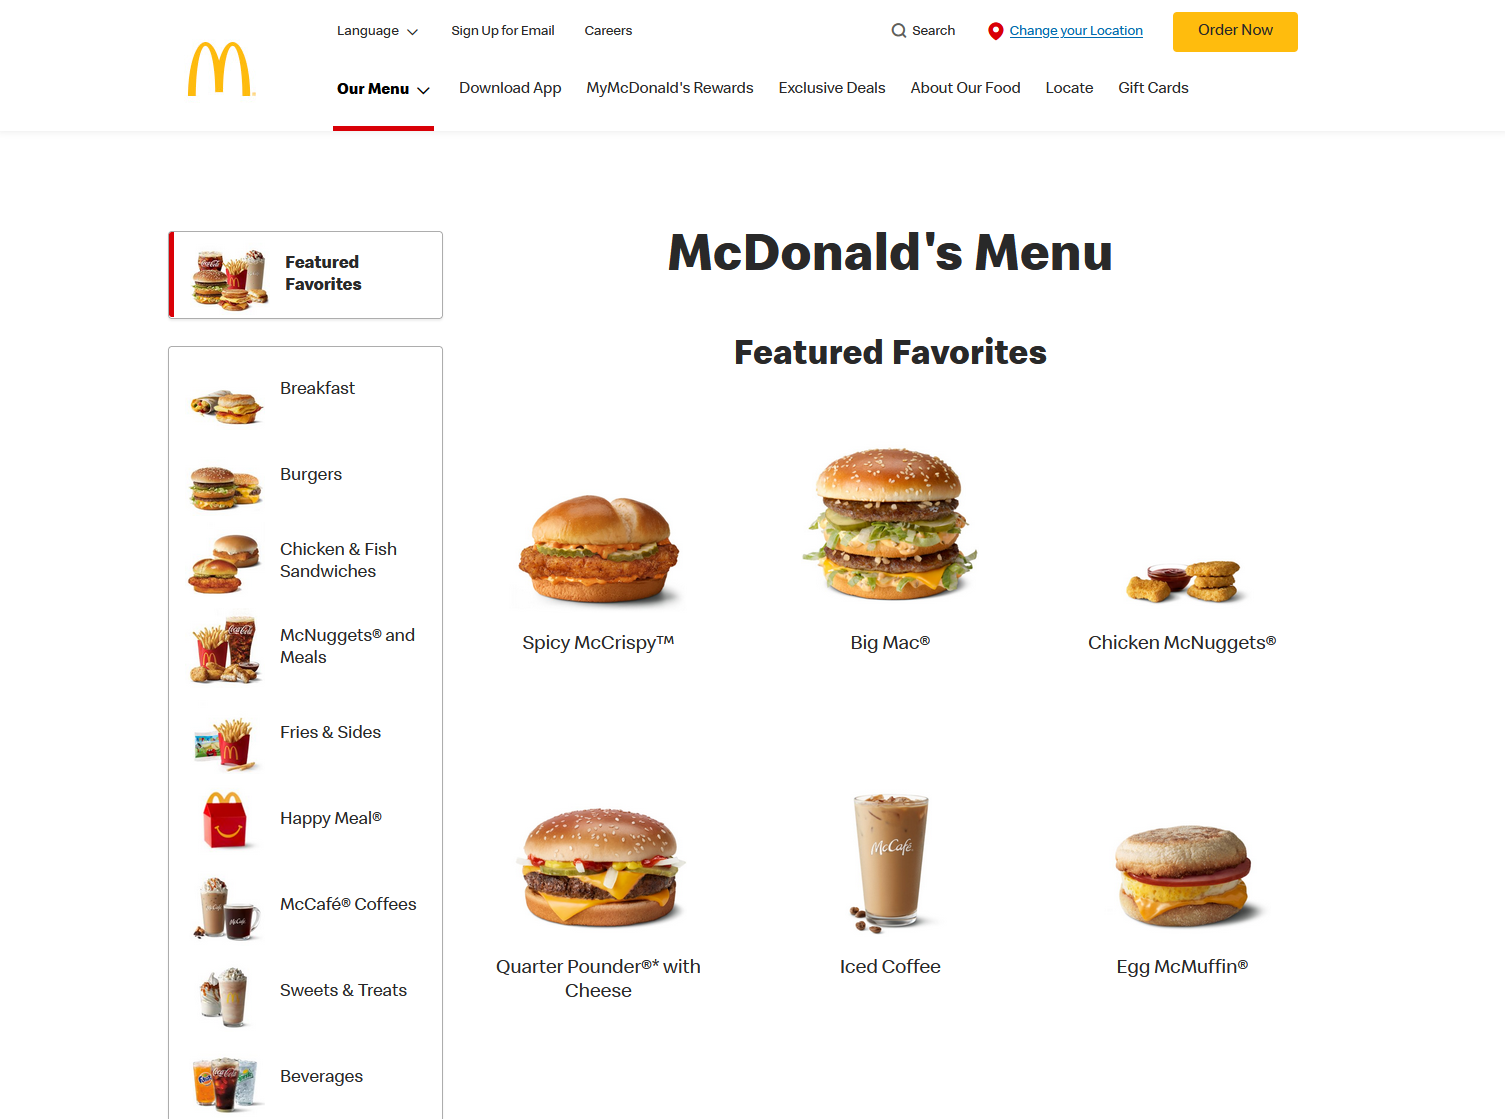 Language
Sign Up for Email
Careers
Search
Change your Location
Order Now
Our Menu
Download App
MyMcDonald's Rewards
Exclusive Deals
About Our Food
Locate
Gift Cards
Featured
Favorites
Breakfast
Burgers
Chicken & Fish
Sandwiches
McNuggets® and
Meals
Fries & Sides
Happy Meal®
McCafé® Coffees
Sweets & Treats
Beverages
McDonald's Menu
Featured Favorites
Spicy McCrispy™
Big Mac®
Chicken McNuggets®
McCafé
Quarter Pounder®* with
Cheese
Iced Coffee
Egg McMuffin®